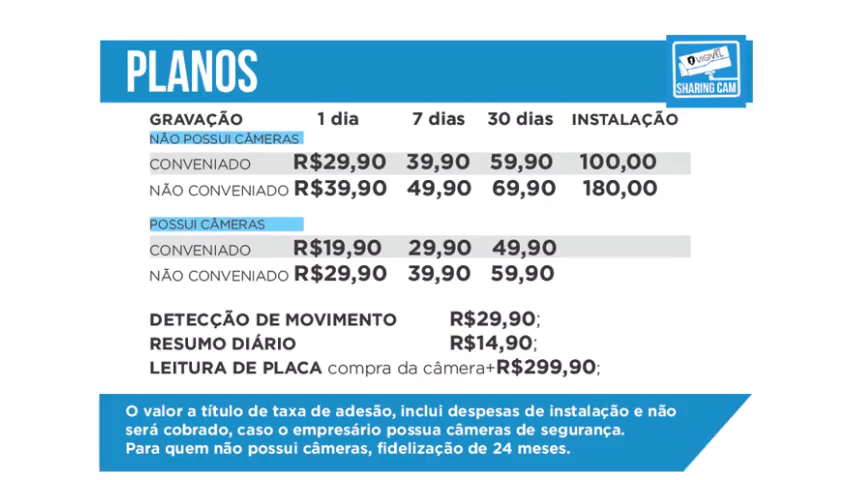 PLANOS
VIGIVEL
SHARING CAM
GRAVAÇÃO 1 dia 7 dias 30 dias INSTALAÇÃO
NÃO POSSUI CÂMERAS
CONVENIADO R$29,90 39,90 59,90 100,00
NÃO CONVENIADO R$39,90 49,90 69,90 180,00
POSSUI CÂMERAS
CONVENIADO R$19,90 29,90 49,90
NÃO CONVENIADO R$29,90 39,90 59,90
DETECÇÃO DE MOVIMENTO R$29,90;
RESUMO DIÁRIO R$14,90;
LEITURA DE PLACA compra da câmera+R$299,90;
O valor a título de taxa de adesão, inclui despesas de instalação e não
será cobrado, caso o empresário possua câmeras de segurança.
Para quem não possui câmeras, fidelização de 24 meses.